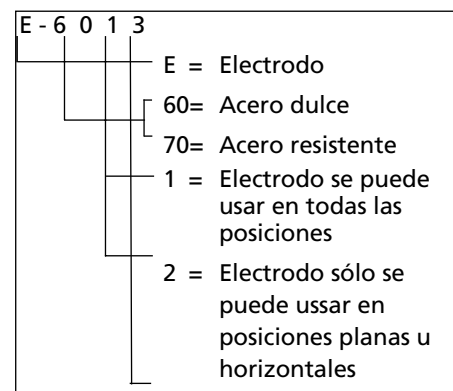 E - 6 0 1 3
E = Electrodo
60= Acero dulce
70= Acero resistente
1 = Electrodo se puede
usar en todas las
posiciones
2 = Electrodo sólo se
puede ussar en
posiciones planas u
horizontales